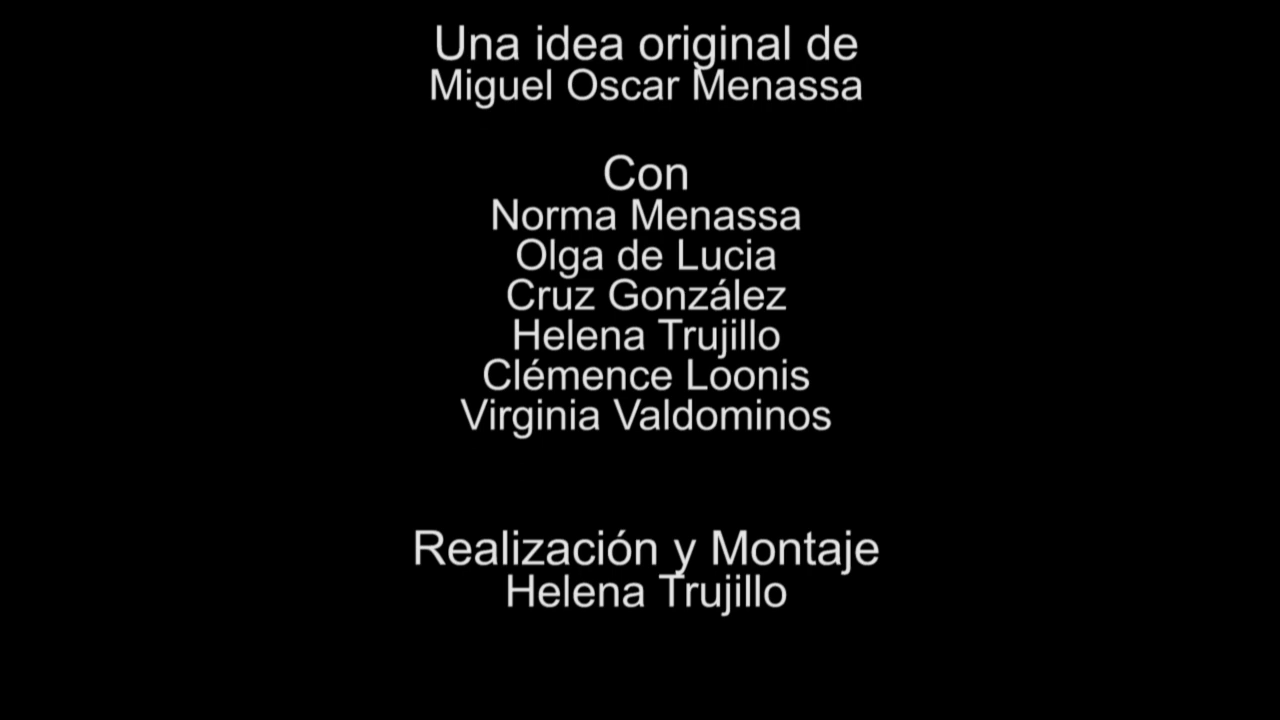 Una idea original de
Miguel Oscar Menassa
Con
Norma Menassa
Olga de Lucia
Cruz González
Helena Trujillo
Clémence Loonis
Virginia Valdominos
Realización y Montaje
Helena Trujillo